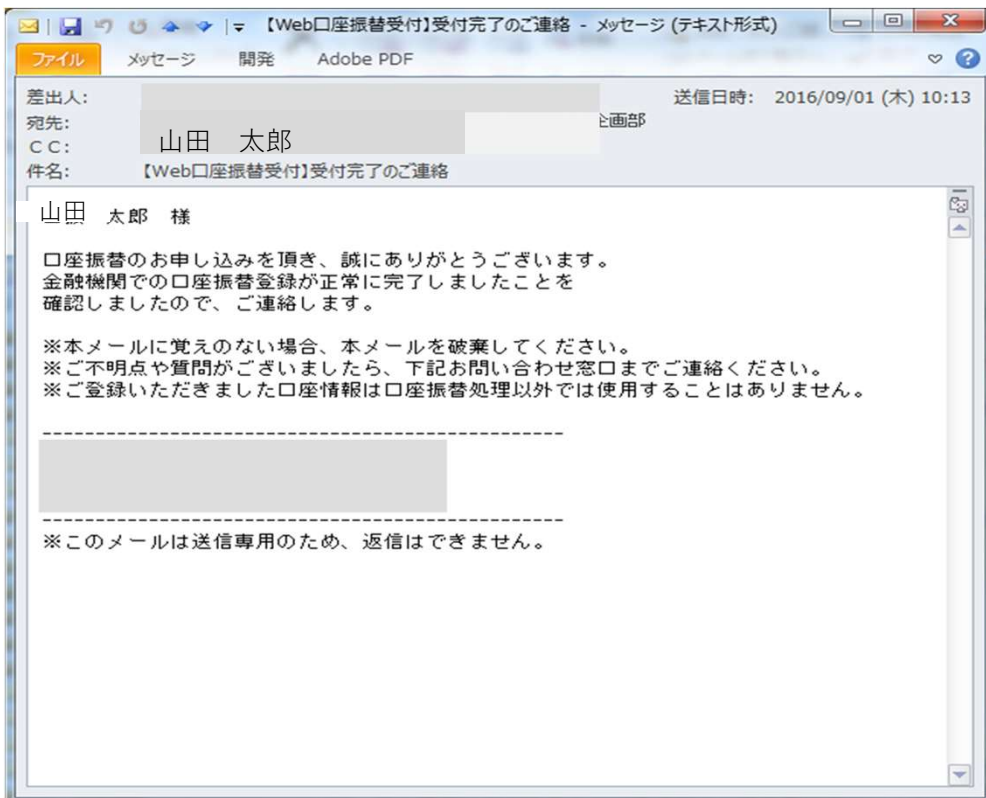 【Web口座振替受付】受付完了のご連絡 - メッセージ (テキスト形式)
ファイル メッセージ 開発 Adobe PDF
差出人: 送信日時: 2016/09/01 (木) 10:13
宛先: 企画部
CC: 山田 太郎
件名: 【Web口座振替受付】受付完了のご連絡
山田 太郎 様
口座振替のお申し込みを頂き、誠にありがとうございます。
金融機関での口座振替登録が正常に完了しましたことを
確認しましたので、ご連絡します。
※本メールに覚えのない場合、本メールを破棄してください。
※ご不明点や質問がございましたら、下記お問い合わせ窓口までご連絡ください。
※ご登録いただきました口座情報は口座振替処理以外では使用することはありません。
-------------------------------------------------
-------------------------------------------------
※このメールは送信専用のため、返信はできません。